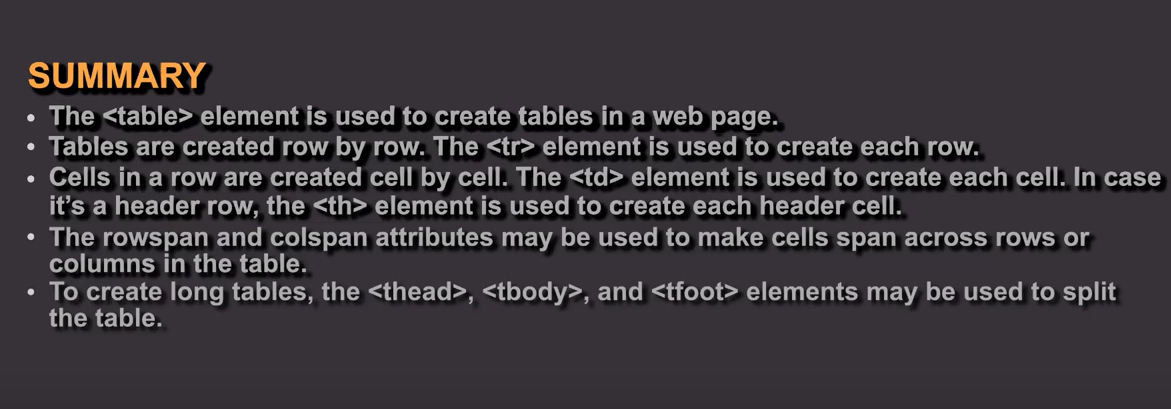 SUMMARY
• The <table> element is used to create tables in a web page.
• Tables are created row by row. The <tr> element is used to create each row.
• Cells in a row are created cell by cell. The <td> element is used to create each cell. In case
it’s a header row, the <th> element is used to create each header cell.
• The rowspan and colspan attributes may be used to make cells span across rows or
columns in the table.
• To create long tables, the <thead>, <tbody>, and <tfoot> elements may be used to split
the table.